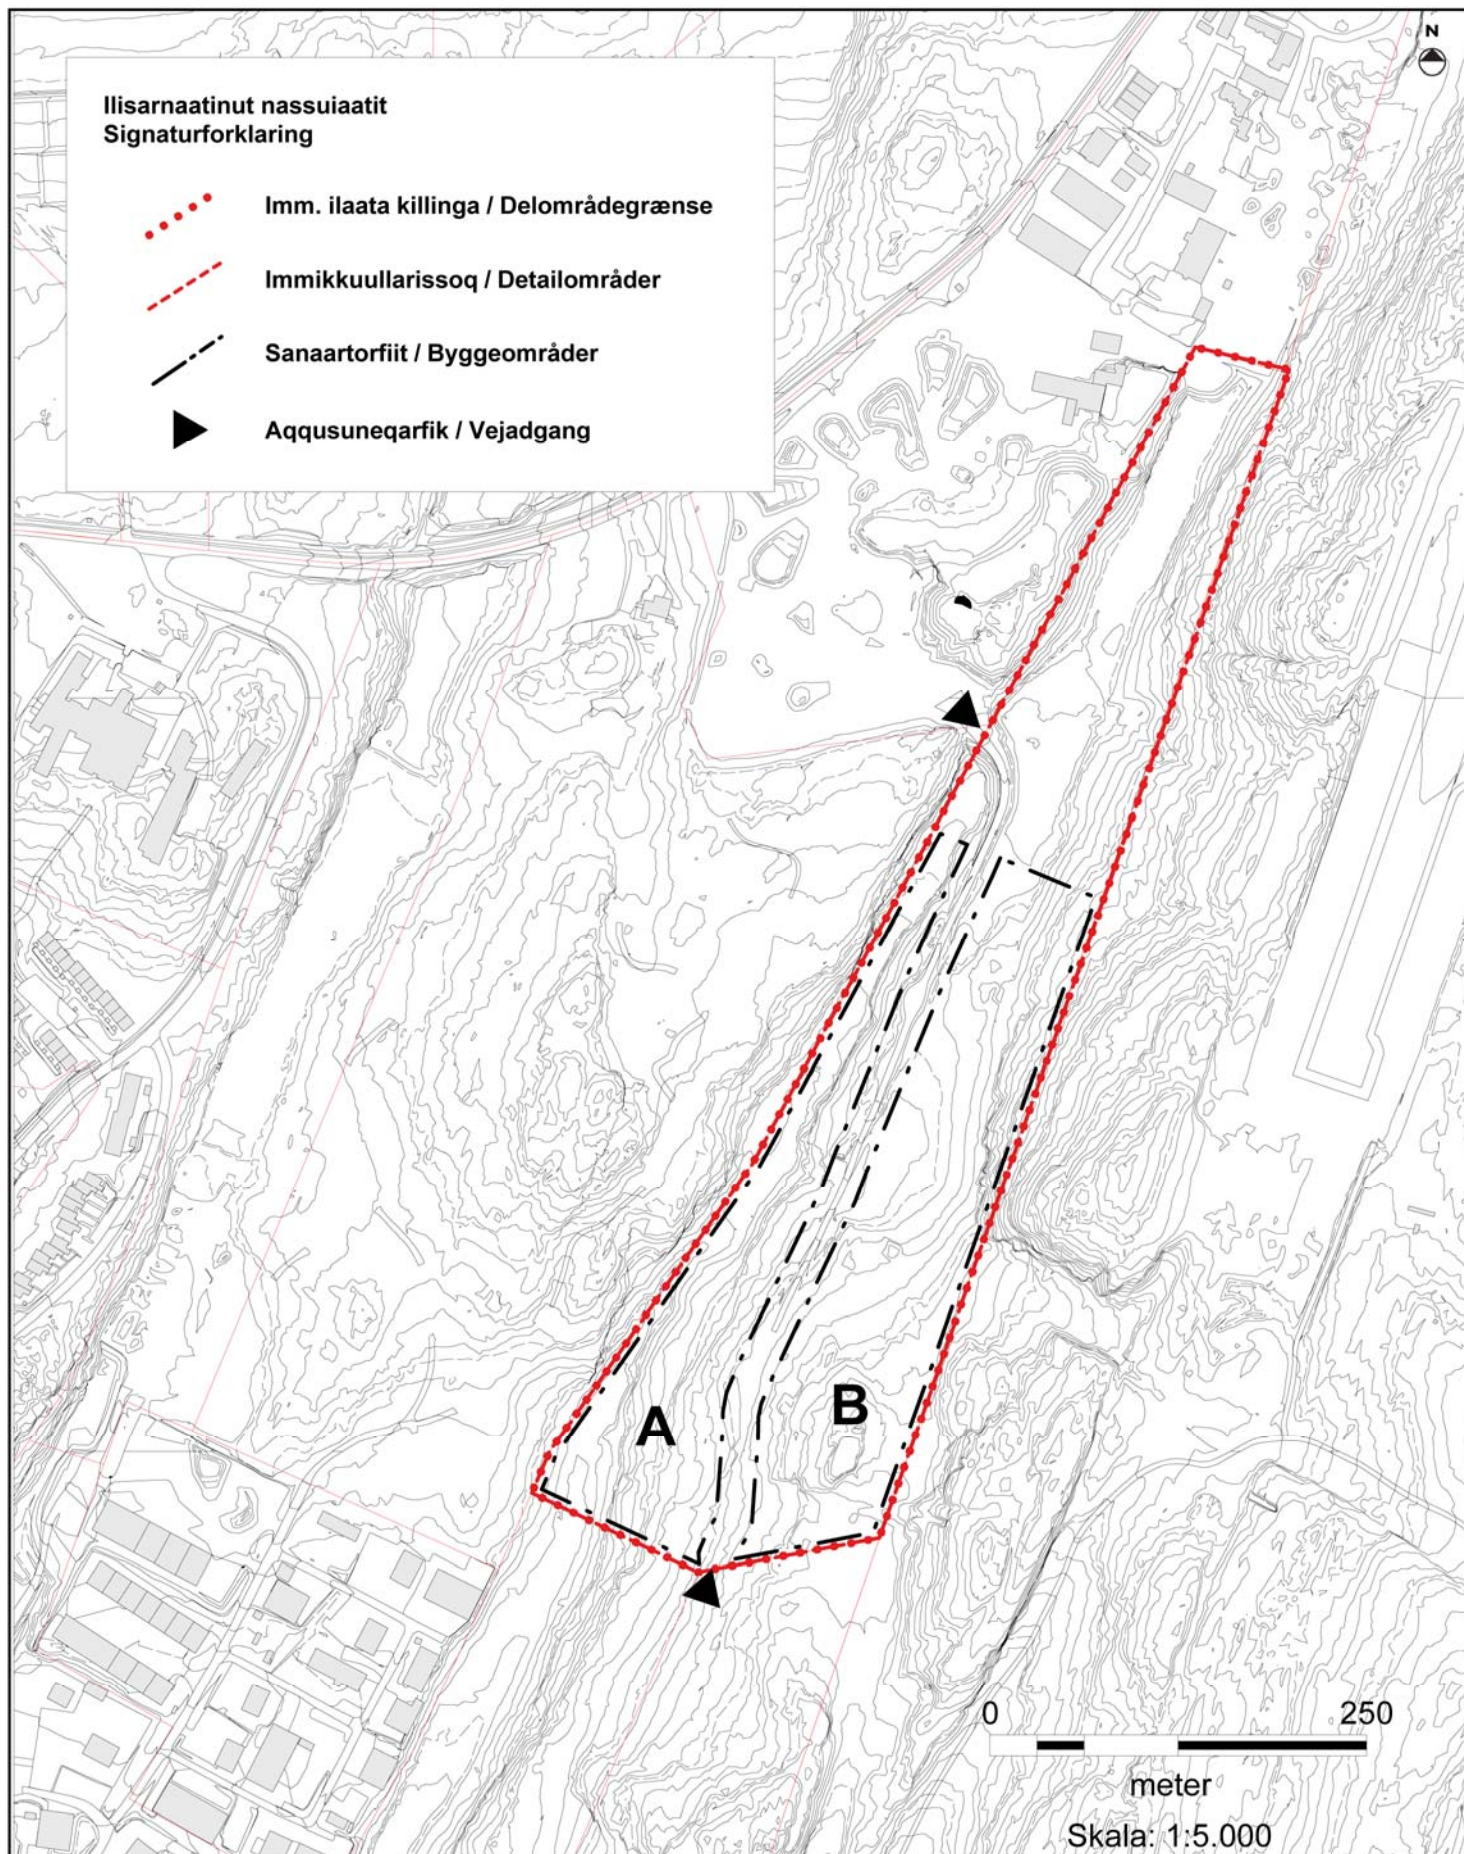 N
Ilisarnaatinut nassuiaatit
Signaturforklaring
Imm. ilaata killinga / Delområdegrænse
Immikkuullarissoq / Detailområder
Sanaartorfiit / Byggeområder
Aqqusuneqarfik / Vejadgang
A
B
0 250
meter
Skala: 1:5.000